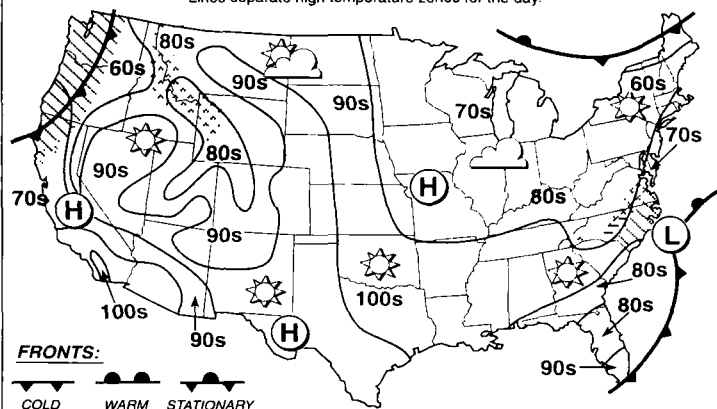 Lines separate high temperature zones for the day.
80s
60s
90s
90s
70s
60s
70s
90s
80s
70s
H
H
80s
90s
L
100s
80s
80s
100s
90s
H
90s
FRONTS:
COLD WARM STATIONARY